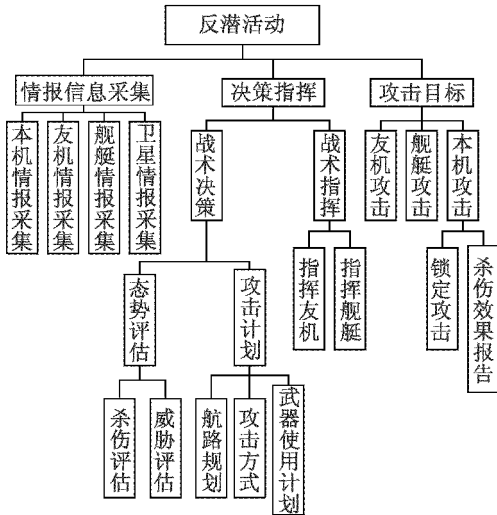 反潜活动
情报信息采集
决策指挥
攻击目标
本机情报采集
友机情报采集
舰艇情报采集
卫星情报采集
战术决策
战术指挥
友机攻击
舰艇攻击
本机攻击
态势评估
攻击计划
指挥友机
指挥舰艇
锁定攻击
杀伤效果报告
杀伤评估
威胁评估
航路规划
攻击方式
武器使用计划